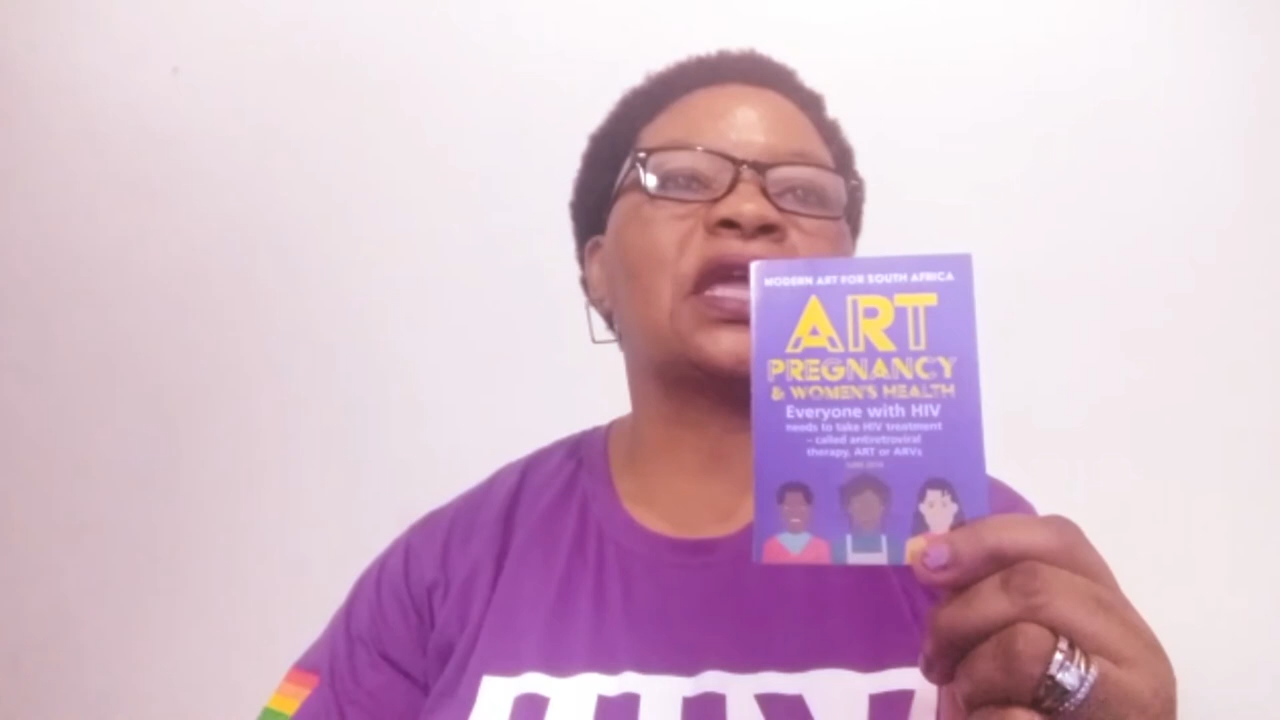 MODERN ART FOR SOUTH AFRICA
ART
PREGNANCY
& WOMEN'S HEALTH
Everyone with HIV
needs to take HIV treatment
– called antiretroviral
therapy, ART or ARVs